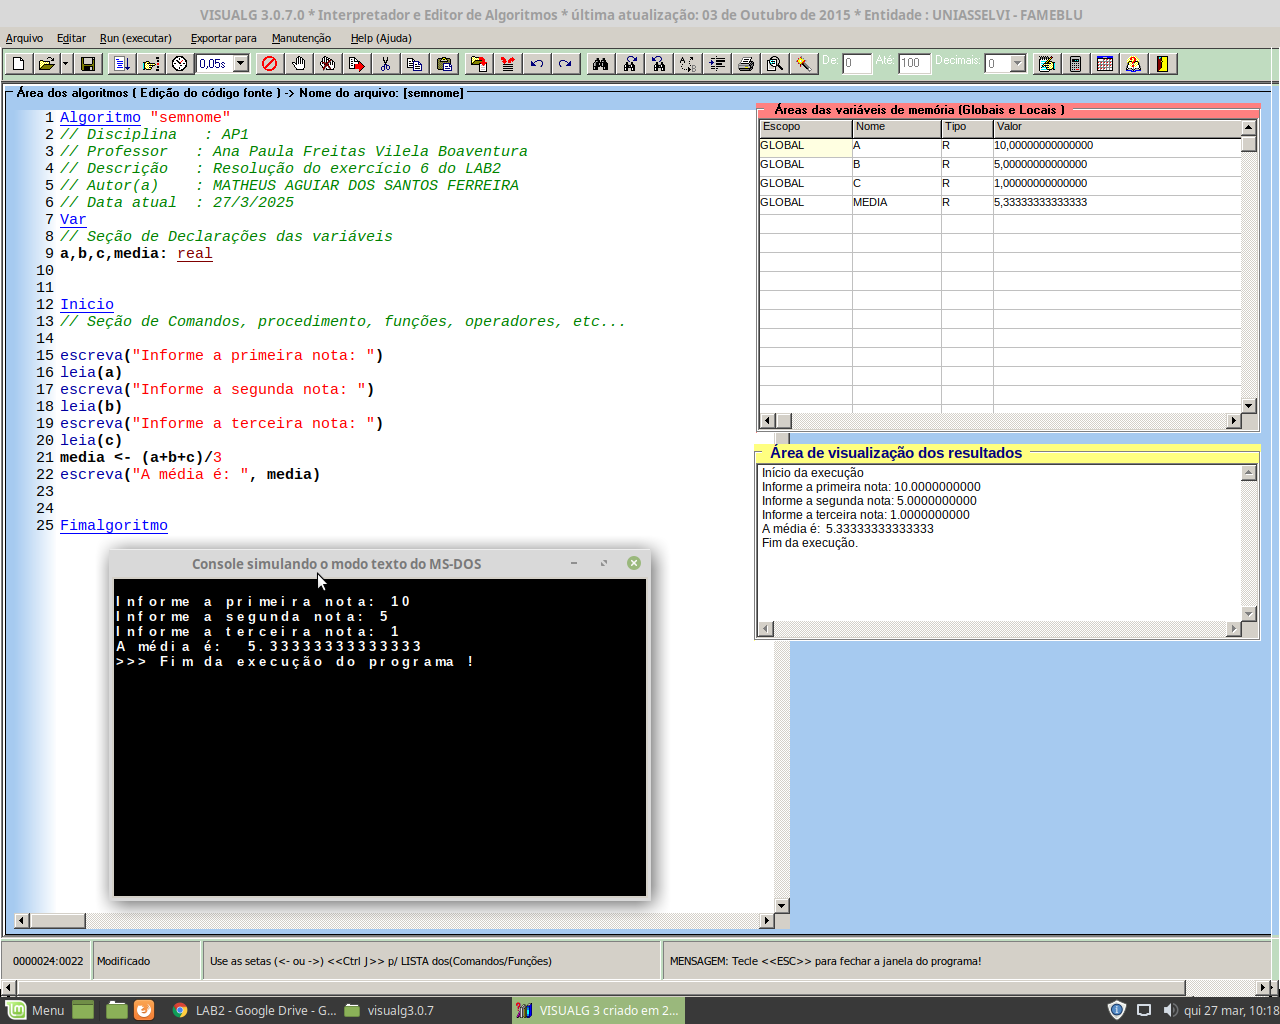 VISUALG 3.0.7.0 * Interpretador e Editor de Algoritmos * última atualização: 03 de Outubro de 2015 * Entidade : UNIASSELVI - FAMEBLU
Arquivo Editar Run (executar) Exportar para Manutenção Help (Ajuda)
0,05s De: 0 Até: 100 Decimais: 0
Área dos algoritmos ( Edição do código fonte ) -> Nome do arquivo: [semnome]
1 Algoritmo "semnome"
2 // Disciplina   : AP1
3 // Professor   : Ana Paula Freitas Vilela Boaventura
4 // Descrição   : Resolução do exercício 6 do LAB2
5 // Autor(a)    : MATHEUS AGUIAR DOS SANTOS FERREIRA
6 // Data atual  : 27/3/2025
7 Var
8 // Seção de Declarações das variáveis
9 a,b,c,media: real
10
11
12 Inicio
13 // Seção de Comandos, procedimento, funções, operadores, etc...
14
15 escreva("Informe a primeira nota: ")
16 leia(a)
17 escreva("Informe a segunda nota: ")
18 leia(b)
19 escreva("Informe a terceira nota: ")
20 leia(c)
21 media <- (a+b+c)/3
22 escreva("A média é: ", media)
23
24
25 Fimalgoritmo
Áreas das variáveis de memória (Globais e Locais )
Escopo Nome Tipo Valor
GLOBAL A R 10,00000000000000
GLOBAL B R 5,00000000000000
GLOBAL C R 1,00000000000000
GLOBAL MEDIA R 5,33333333333333
Área de visualização dos resultados
Início da execução
Informe a primeira nota: 10.0000000000
Informe a segunda nota: 5.0000000000
Informe a terceira nota: 1.0000000000
A média é:  5.33333333333333
Fim da execução.
Console simulando o modo texto do MS-DOS
Informe a primeira nota: 10
Informe a segunda nota: 5
Informe a terceira nota: 1
A média é:  5.33333333333333
>>> Fim da execução do programa !
0000024:0022 Modificado Use as setas (<- ou ->) <<Ctrl J>> p/ LISTA dos(Comandos/Funções) MENSAGEM: Tecle <<ESC>> para fechar a janela do programa!
Menu LAB2 - Google Drive - G... visualg3.0.7 VISUALG 3 criado em 2... qui 27 mar, 10:18